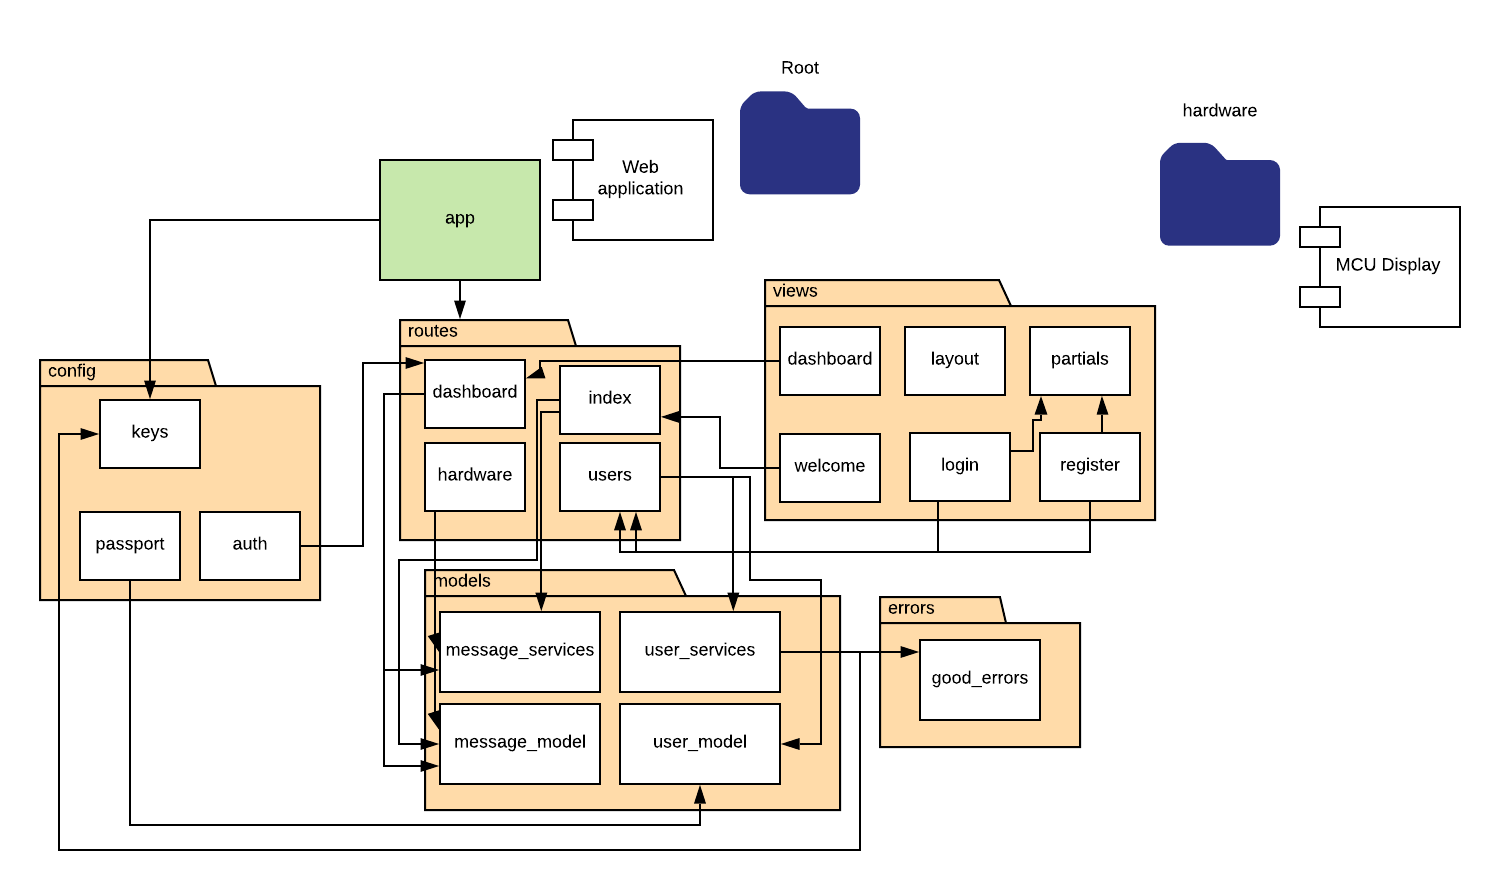 Root
hardware
Web
application
app
MCU Display
views
routes
config
dashboard
layout
partials
dashboard
index
keys
welcome
login
register
hardware
users
passport
auth
models
errors
message_services
user_services
good_errors
message_model
user_model